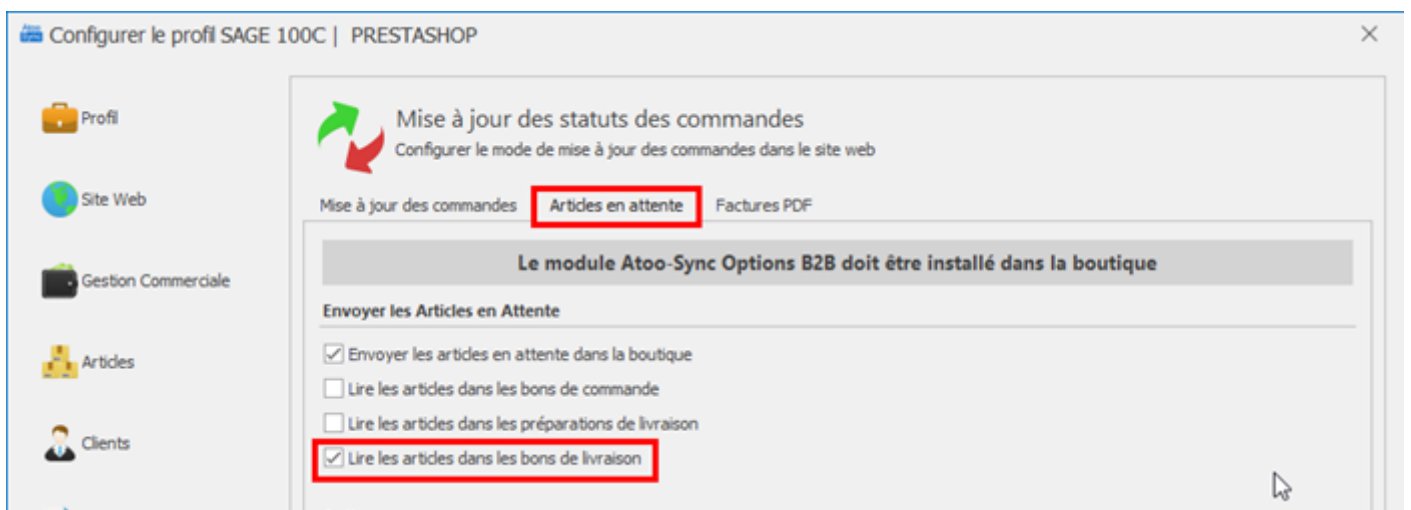 Configurer le profil SAGE 100C | PRESTASHOP
Profil
Mise à jour des statuts des commandes
Configurer le mode de mise à jour des commandes dans le site web
Site Web
Mise à jour des commandes Articles en attente Factures PDF
Le module Atoo-Sync Options B2B doit être installé dans la boutique
Gestion Commerciale
Envoyer les Articles en Attente
Envoyer les articles en attente dans la boutique
Articles
Lire les articles dans les bons de commande
Lire les articles dans les préparations de livraison
Clients
Lire les articles dans les bons de livraison